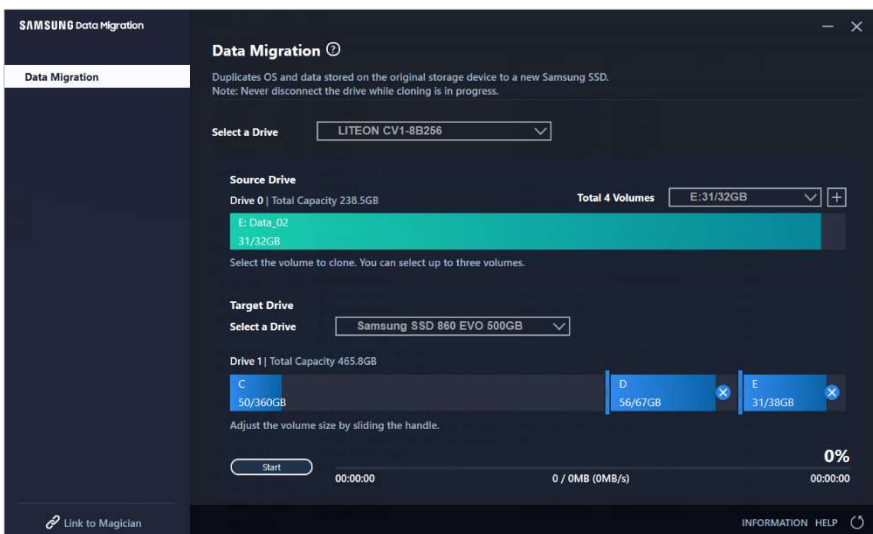 SAMSUNG Data Migration
Data Migration
Data Migration ?
Duplicates OS and data stored on the original storage device to a new Samsung SSD.
Note: Never disconnect the drive while cloning is in progress.
Select a Drive LITEON CV1-8B256
Source Drive
Drive 0 | Total Capacity 238.5GB Total 4 Volumes E:31/32GB
E: Data_02
31/32GB
Select the volume to clone. You can select up to three volumes.
Target Drive
Select a Drive Samsung SSD 860 EVO 500GB
Drive 1 | Total Capacity 465.8GB
C D E
50/360GB 56/67GB 31/38GB
Adjust the volume size by sliding the handle.
0%
Start
00:00:00 0 / 0MB (0MB/s) 00:00:00
Link to Magician INFORMATION HELP